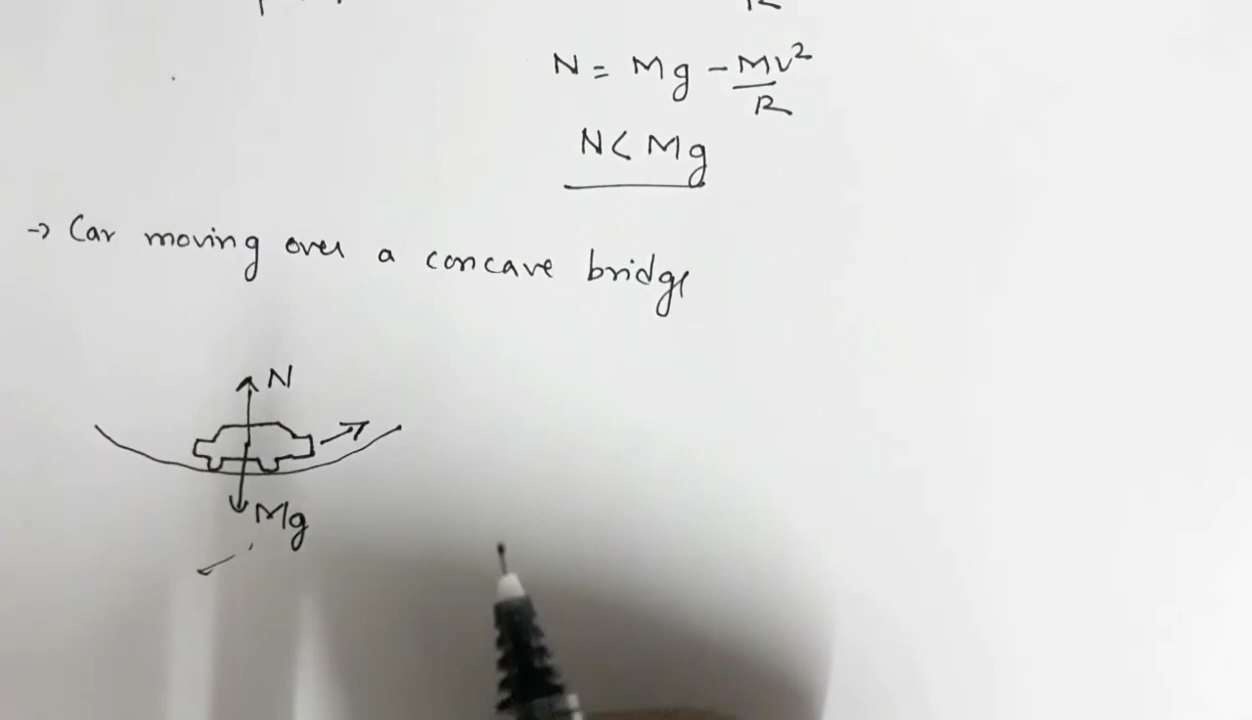 N = Mg - Mv²/R
N < Mg
→ Car moving over a concave bridge
N
Mg